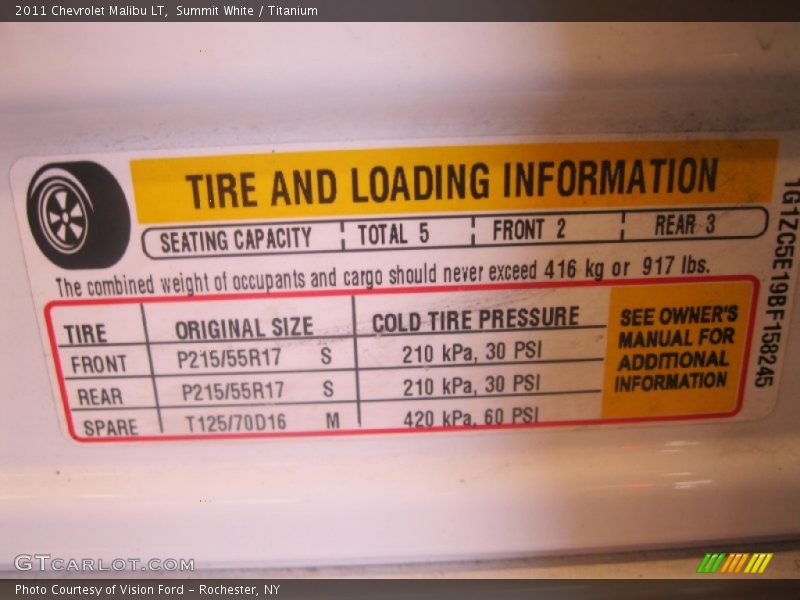 2011 Chevrolet Malibu LT, Summit White / Titanium
TIRE AND LOADING INFORMATION
SEATING CAPACITY TOTAL 5 FRONT 2 REAR 3
The combined weight of occupants and cargo should never exceed 416 kg or 917 lbs.
TIRE ORIGINAL SIZE COLD TIRE PRESSURE
FRONT P215/55R17 S 210 kPa, 30 PSI
REAR P215/55R17 S 210 kPa, 30 PSI
SPARE T125/70D16 M 420 kPa, 60 PSI
SEE OWNER'S
MANUAL FOR
ADDITIONAL
INFORMATION
1G1ZC5E19BF158245
GTCARLOT.COM
Photo Courtesy of Vision Ford – Rochester, NY